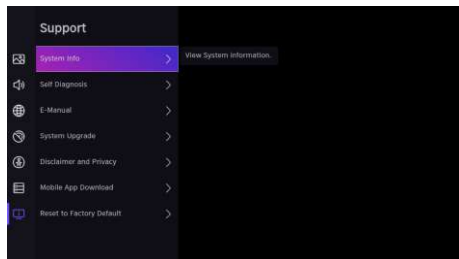 Support
System Info
View System information.
Self Diagnosis
E-Manual
System Upgrade
Disclaimer and Privacy
Mobile App Download
Reset to Factory Default